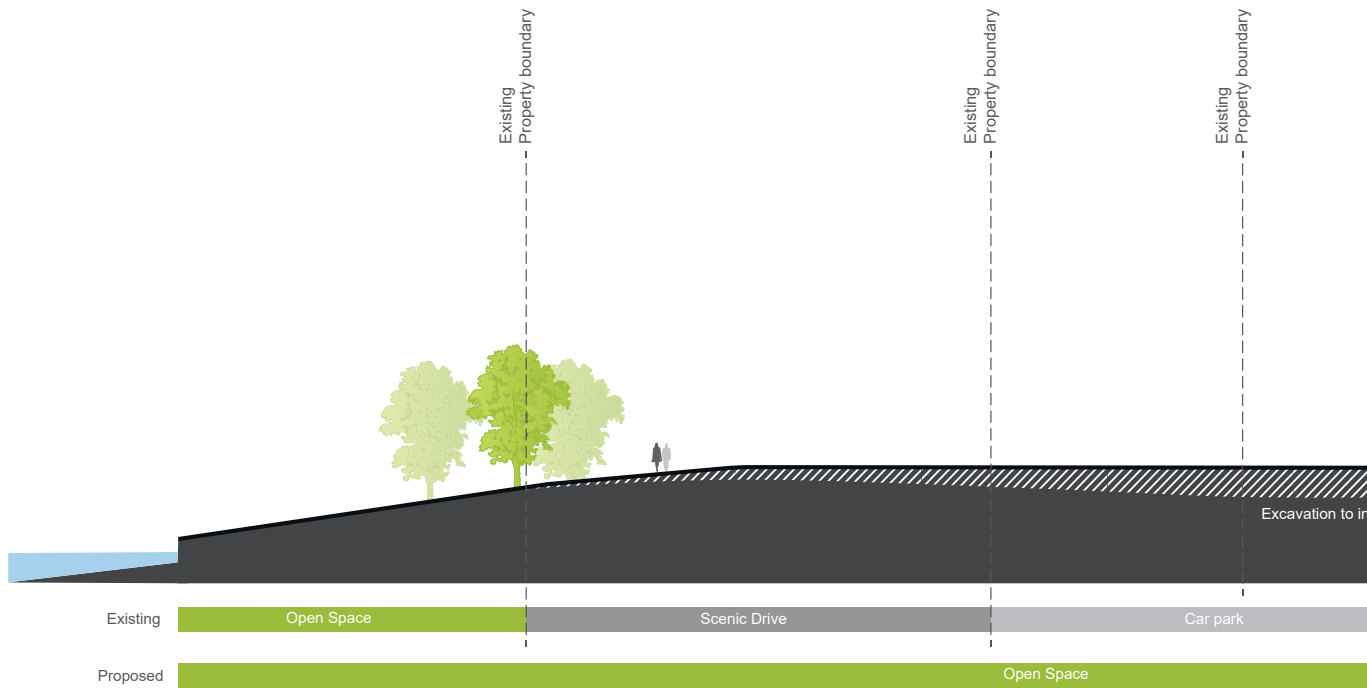 Existing
Property boundary
Existing
Property boundary
Existing
Property boundary
Excavation to in
Existing
Open Space
Scenic Drive
Car park
Proposed
Open Space